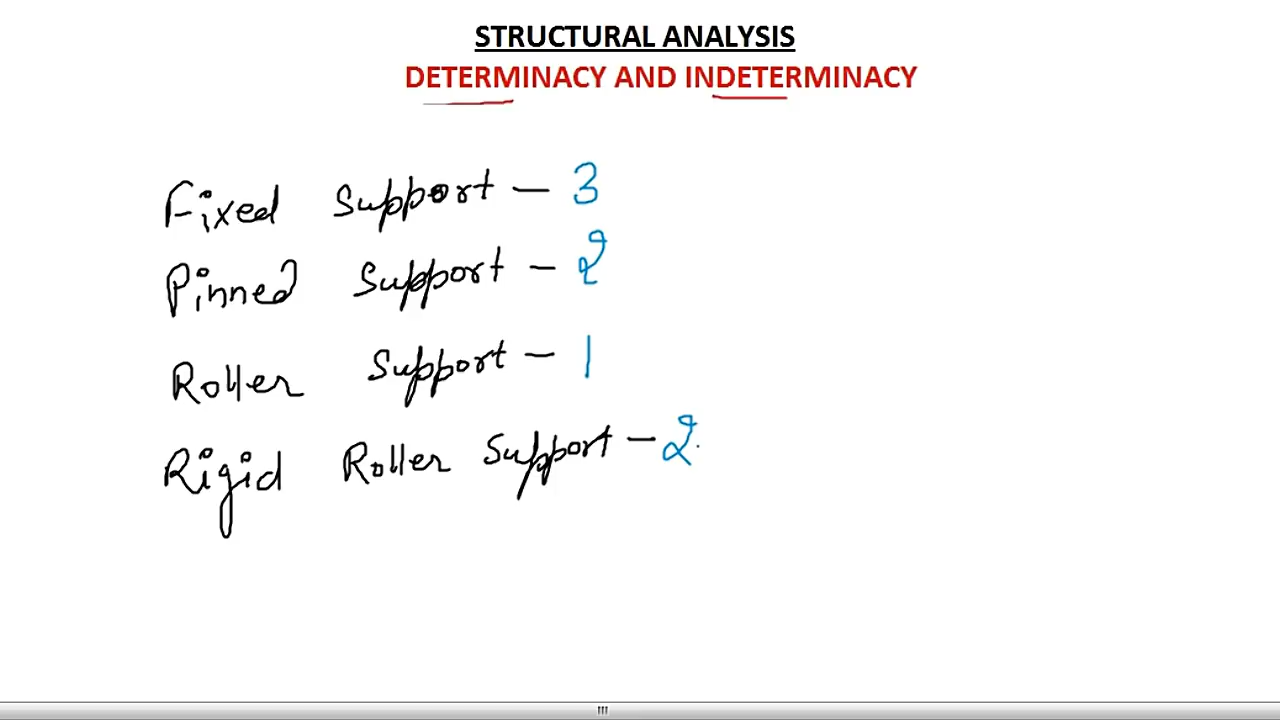 STRUCTURAL ANALYSIS
DETERMINACY AND INDETERMINACY
Fixed Support - 3
Pinned Support - 2
Roller Support - 1
Rigid Roller Support - 2